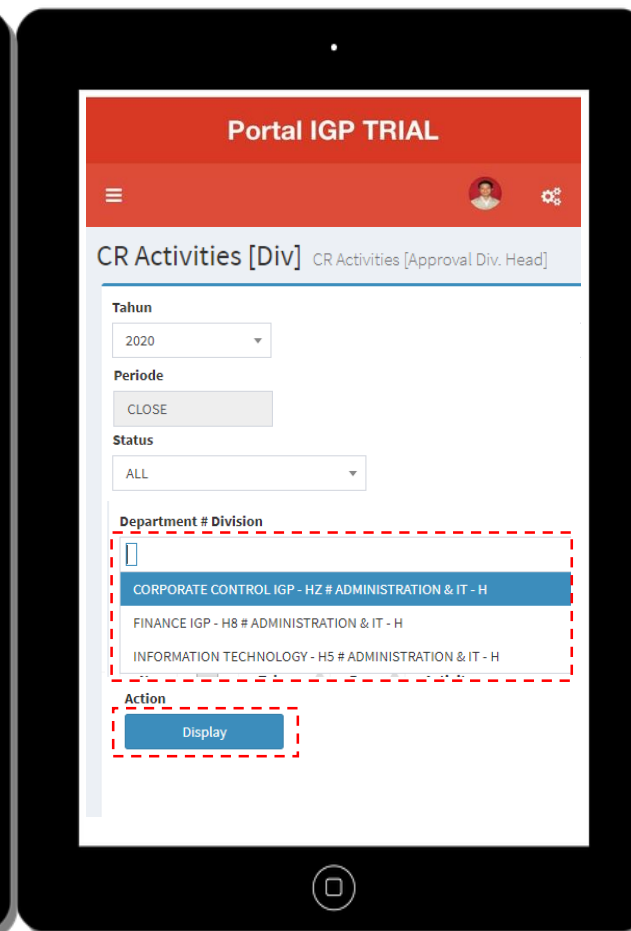 Portal IGP TRIAL
CR Activities [Div] CR Activities [Approval Div. Head]
Tahun
2020
Periode
CLOSE
Status
ALL
Department # Division
CORPORATE CONTROL IGP - HZ # ADMINISTRATION & IT - H
FINANCE IGP - H8 # ADMINISTRATION & IT - H
INFORMATION TECHNOLOGY - H5 # ADMINISTRATION & IT - H
Action
Display